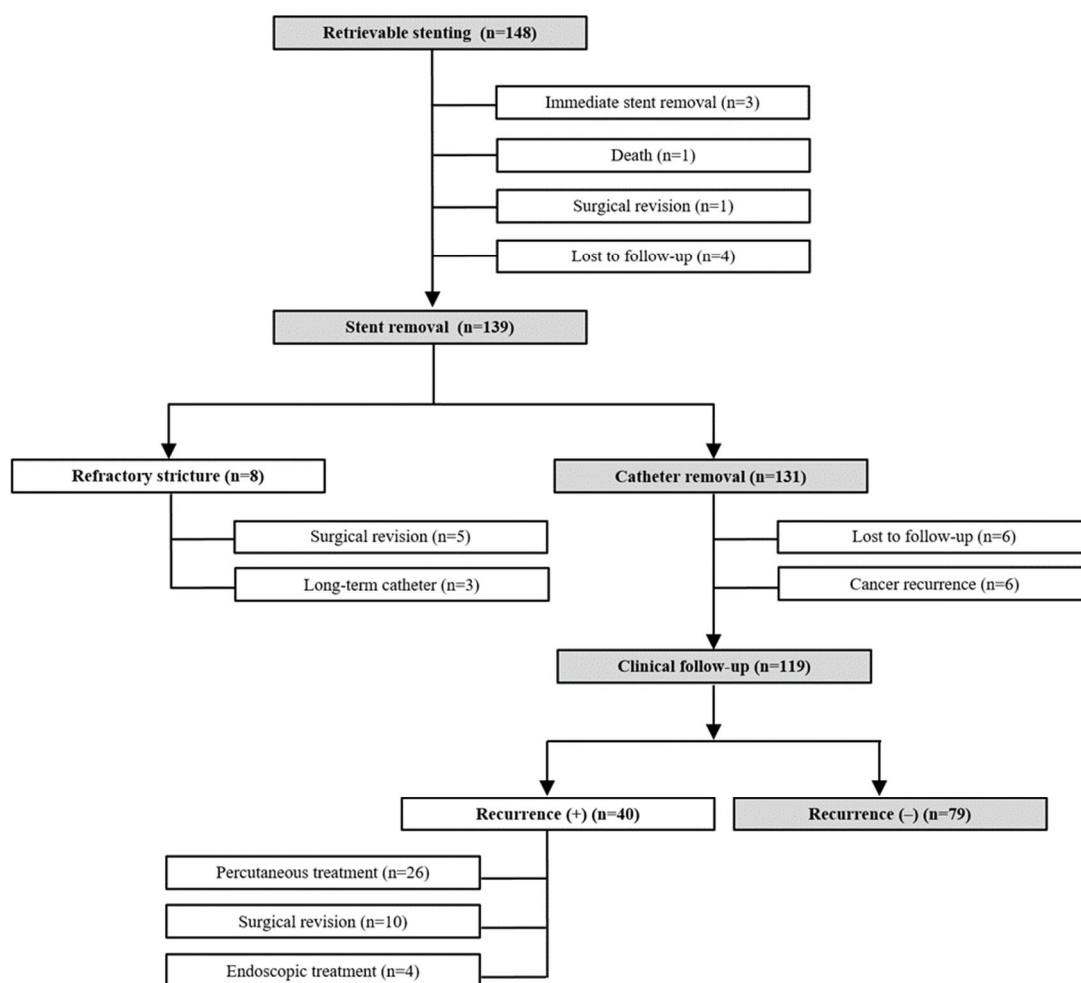 Retrievable stenting (n=148)
Immediate stent removal (n=3)
Death (n=1)
Surgical revision (n=1)
Lost to follow-up (n=4)
Stent removal (n=139)
Refractory stricture (n=8)
Catheter removal (n=131)
Surgical revision (n=5)
Lost to follow-up (n=6)
Long-term catheter (n=3)
Cancer recurrence (n=6)
Clinical follow-up (n=119)
Recurrence (+) (n=40)
Recurrence (–) (n=79)
Percutaneous treatment (n=26)
Surgical revision (n=10)
Endoscopic treatment (n=4)